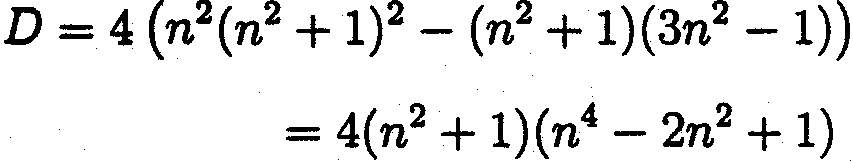 D = 4 (n²(n² + 1)² − (n² + 1)(3n² − 1))
= 4(n² + 1)(n⁴ − 2n² + 1)